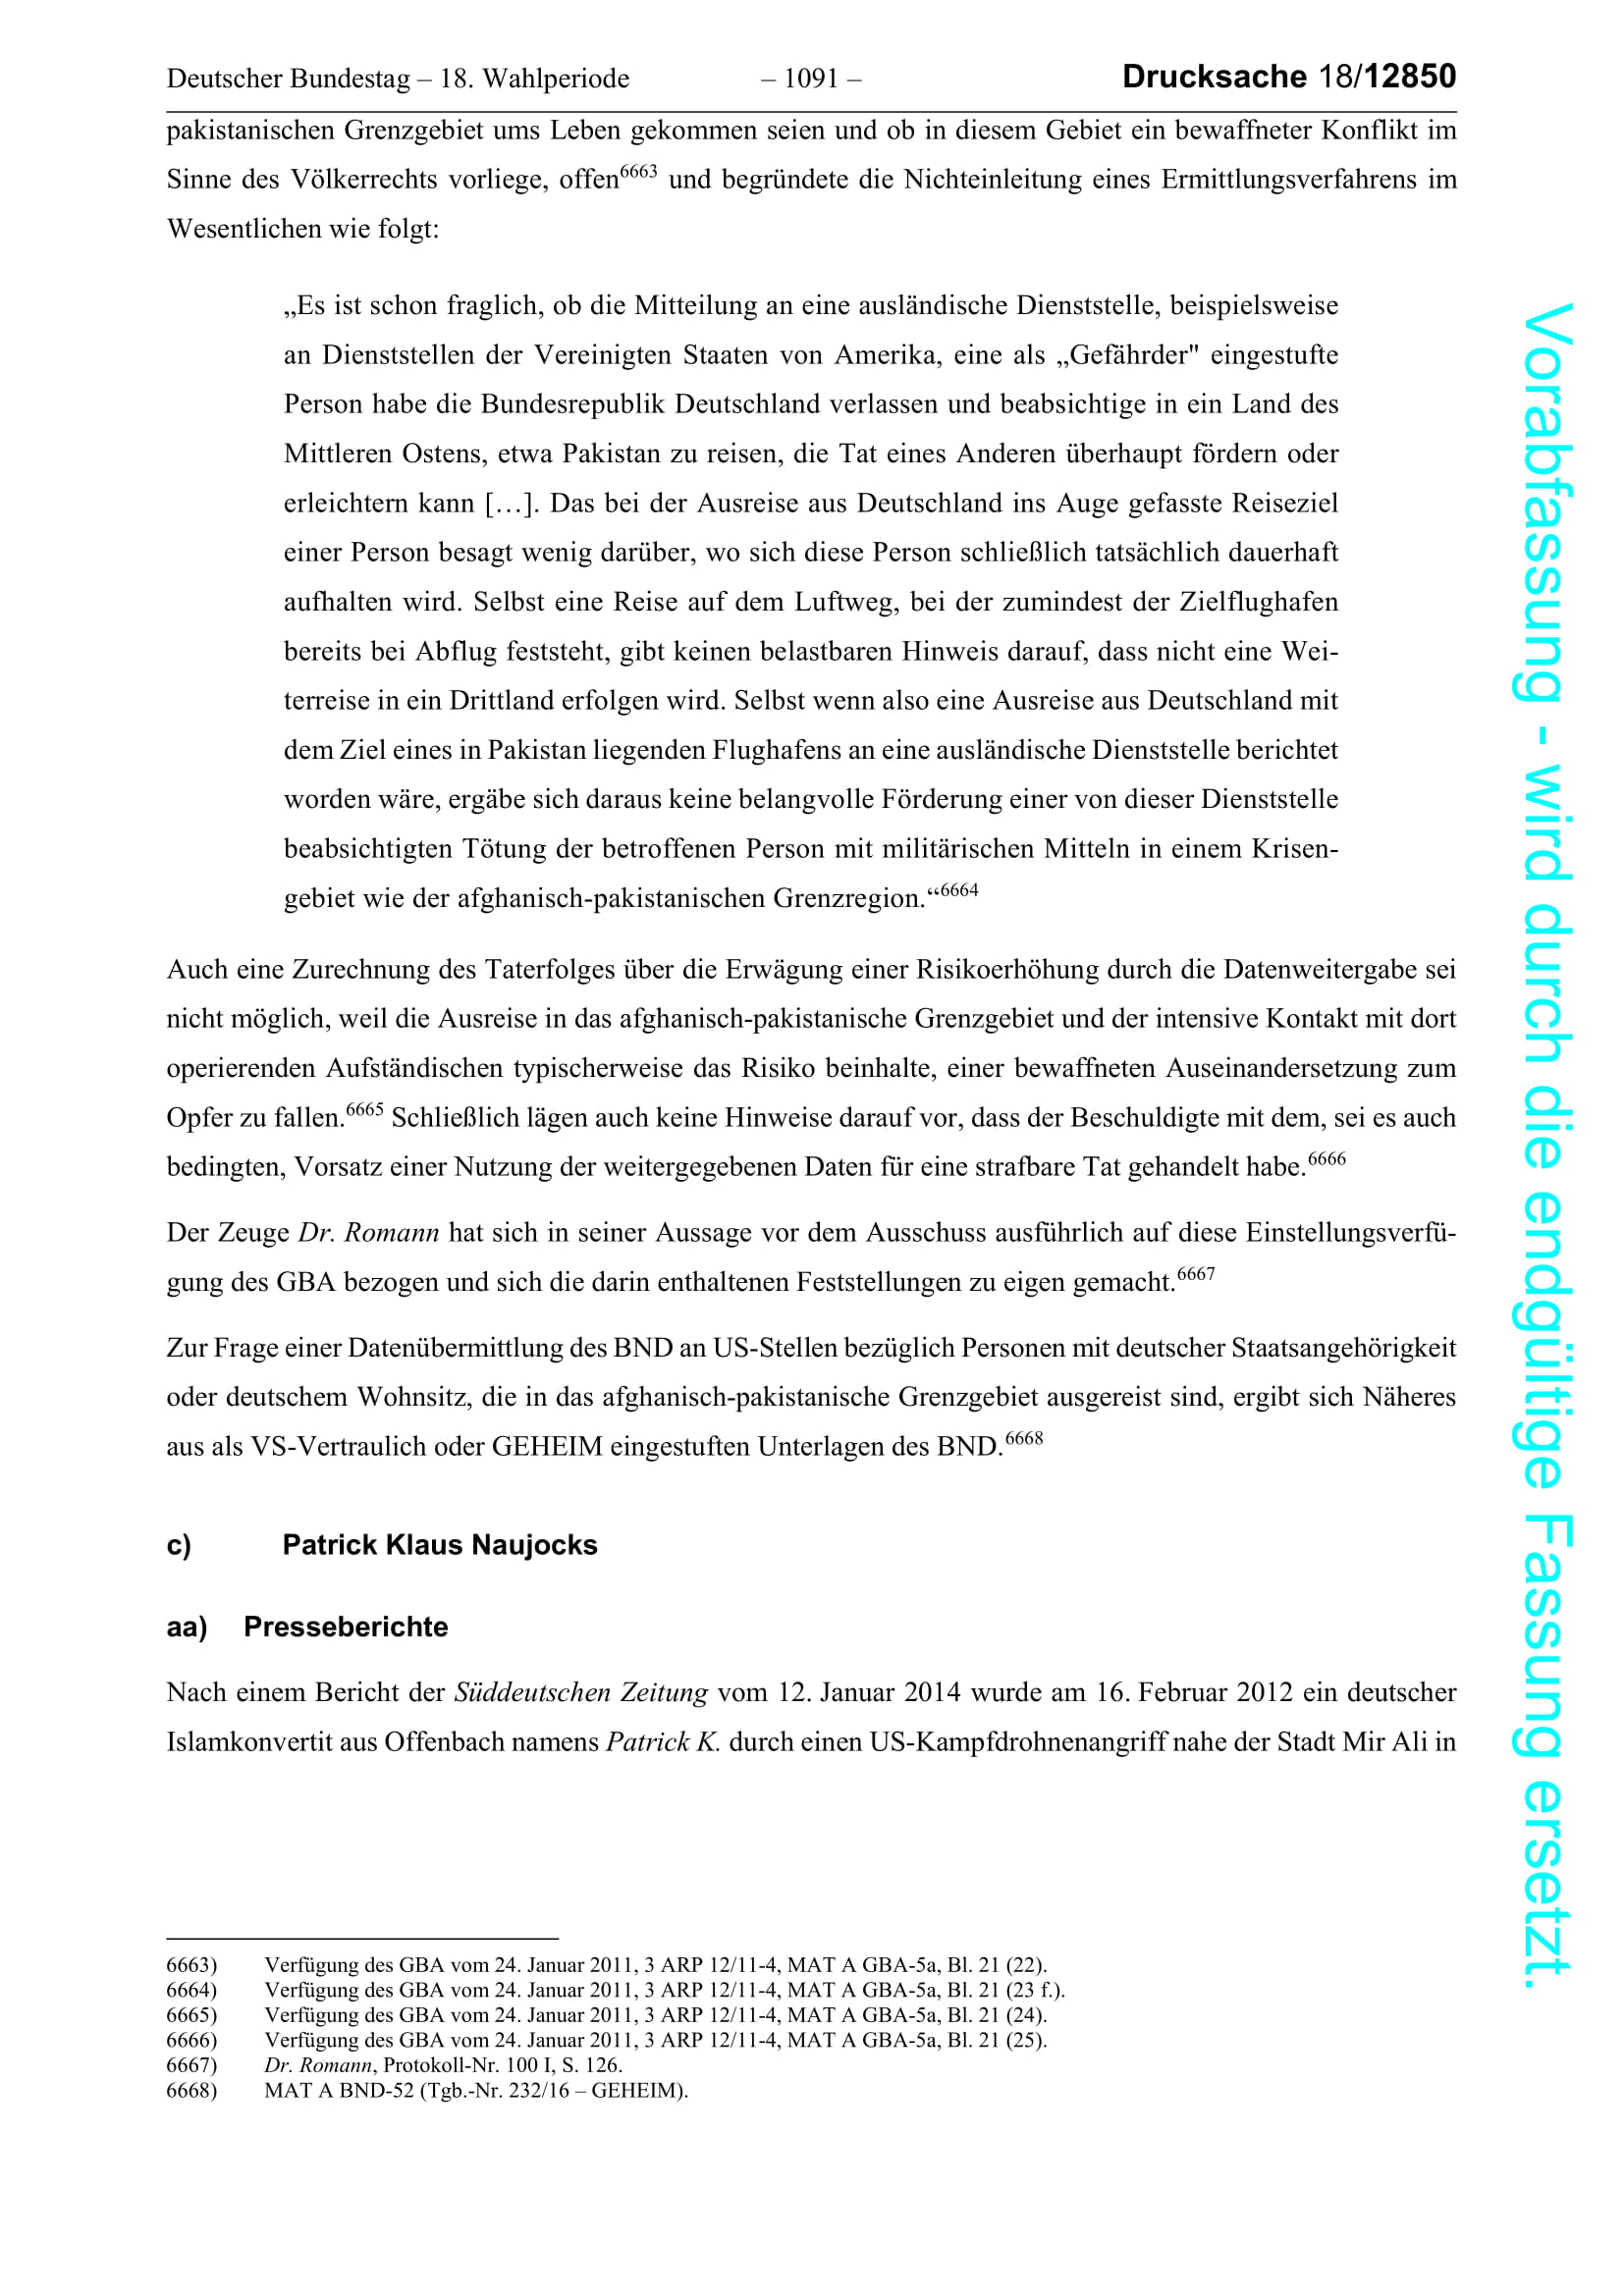 Deutscher Bundestag – 18. Wahlperiode – 1091 – Drucksache 18/12850
pakistanischen Grenzgebiet ums Leben gekommen seien und ob in diesem Gebiet ein bewaffneter Konflikt im
Sinne des Völkerrechts vorliege, offen6663 und begründete die Nichteinleitung eines Ermittlungsverfahrens im
Wesentlichen wie folgt:
„Es ist schon fraglich, ob die Mitteilung an eine ausländische Dienststelle, beispielsweise
an Dienststellen der Vereinigten Staaten von Amerika, eine als „Gefährder" eingestufte
Person habe die Bundesrepublik Deutschland verlassen und beabsichtige in ein Land des
Mittleren Ostens, etwa Pakistan zu reisen, die Tat eines Anderen überhaupt fördern oder
erleichtern kann […]. Das bei der Ausreise aus Deutschland ins Auge gefasste Reiseziel
einer Person besagt wenig darüber, wo sich diese Person schließlich tatsächlich dauerhaft
aufhalten wird. Selbst eine Reise auf dem Luftweg, bei der zumindest der Zielflughafen
bereits bei Abflug feststeht, gibt keinen belastbaren Hinweis darauf, dass nicht eine Wei-
terreise in ein Drittland erfolgen wird. Selbst wenn also eine Ausreise aus Deutschland mit
dem Ziel eines in Pakistan liegenden Flughafens an eine ausländische Dienststelle berichtet
worden wäre, ergäbe sich daraus keine belangvolle Förderung einer von dieser Dienststelle
beabsichtigten Tötung der betroffenen Person mit militärischen Mitteln in einem Krisen-
gebiet wie der afghanisch-pakistanischen Grenzregion.“6664
Auch eine Zurechnung des Taterfolges über die Erwägung einer Risikoerhöhung durch die Datenweitergabe sei
nicht möglich, weil die Ausreise in das afghanisch-pakistanische Grenzgebiet und der intensive Kontakt mit dort
operierenden Aufständischen typischerweise das Risiko beinhalte, einer bewaffneten Auseinandersetzung zum
Opfer zu fallen.6665 Schließlich lägen auch keine Hinweise darauf vor, dass der Beschuldigte mit dem, sei es auch
bedingten, Vorsatz einer Nutzung der weitergegebenen Daten für eine strafbare Tat gehandelt habe.6666
Der Zeuge Dr. Romann hat sich in seiner Aussage vor dem Ausschuss ausführlich auf diese Einstellungsverfü-
gung des GBA bezogen und sich die darin enthaltenen Feststellungen zu eigen gemacht.6667
Zur Frage einer Datenübermittlung des BND an US-Stellen bezüglich Personen mit deutscher Staatsangehörigkeit
oder deutschem Wohnsitz, die in das afghanisch-pakistanische Grenzgebiet ausgereist sind, ergibt sich Näheres
aus als VS-Vertraulich oder GEHEIM eingestuften Unterlagen des BND.6668
c) Patrick Klaus Naujocks
aa) Presseberichte
Nach einem Bericht der Süddeutschen Zeitung vom 12. Januar 2014 wurde am 16. Februar 2012 ein deutscher
Islamkonvertit aus Offenbach namens Patrick K. durch einen US-Kampfdrohnenangriff nahe der Stadt Mir Ali in
6663) Verfügung des GBA vom 24. Januar 2011, 3 ARP 12/11-4, MAT A GBA-5a, Bl. 21 (22).
6664) Verfügung des GBA vom 24. Januar 2011, 3 ARP 12/11-4, MAT A GBA-5a, Bl. 21 (23 f.).
6665) Verfügung des GBA vom 24. Januar 2011, 3 ARP 12/11-4, MAT A GBA-5a, Bl. 21 (24).
6666) Verfügung des GBA vom 24. Januar 2011, 3 ARP 12/11-4, MAT A GBA-5a, Bl. 21 (25).
6667) Dr. Romann, Protokoll-Nr. 100 I, S. 126.
6668) MAT A BND-52 (Tgb.-Nr. 232/16 – GEHEIM).
Vorabfassung - wird durch die endgültige Fassung ersetzt.